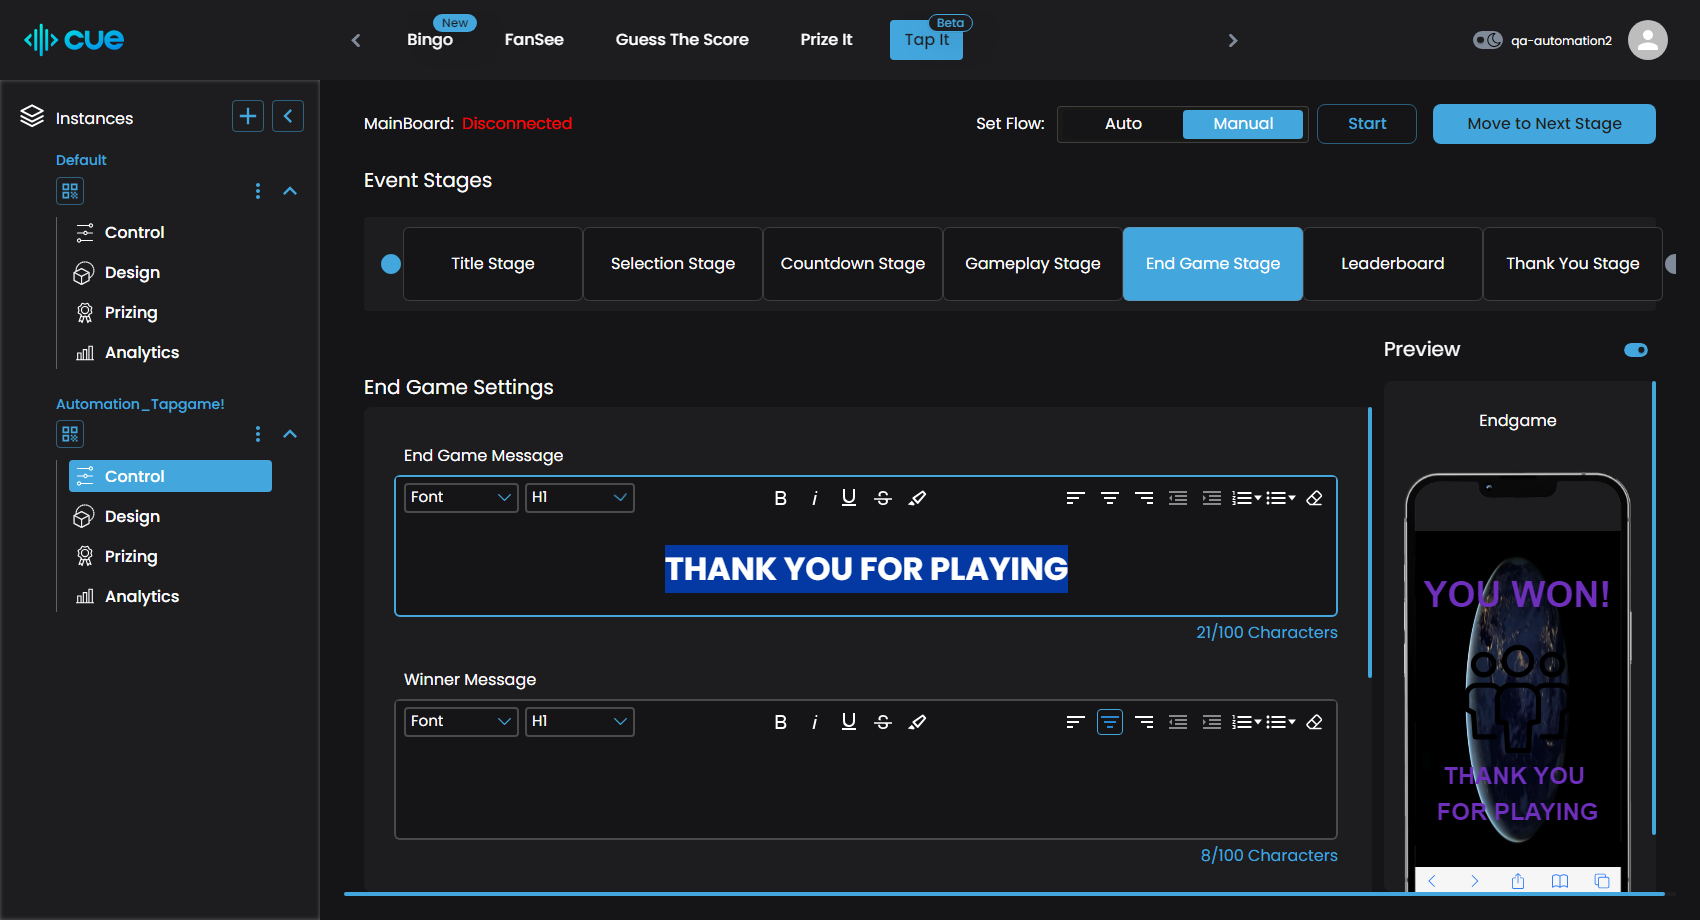 cue
Bingo
New
FanSee
Guess The Score
Prize It
Tap It
Beta
qa-automation2
Instances
Default
Control
Design
Prizing
Analytics
Automation_Tapgame!
Control
Design
Prizing
Analytics
MainBoard: Disconnected
Set Flow:
Auto
Manual
Start
Move to Next Stage
Event Stages
Title Stage
Selection Stage
Countdown Stage
Gameplay Stage
End Game Stage
Leaderboard
Thank You Stage
End Game Settings
End Game Message
Font
H1
B
i
U
S
THANK YOU FOR PLAYING
21/100 Characters
Winner Message
Font
H1
B
i
U
S
8/100 Characters
Preview
Endgame
YOU WON!
THANK YOU
FOR PLAYING